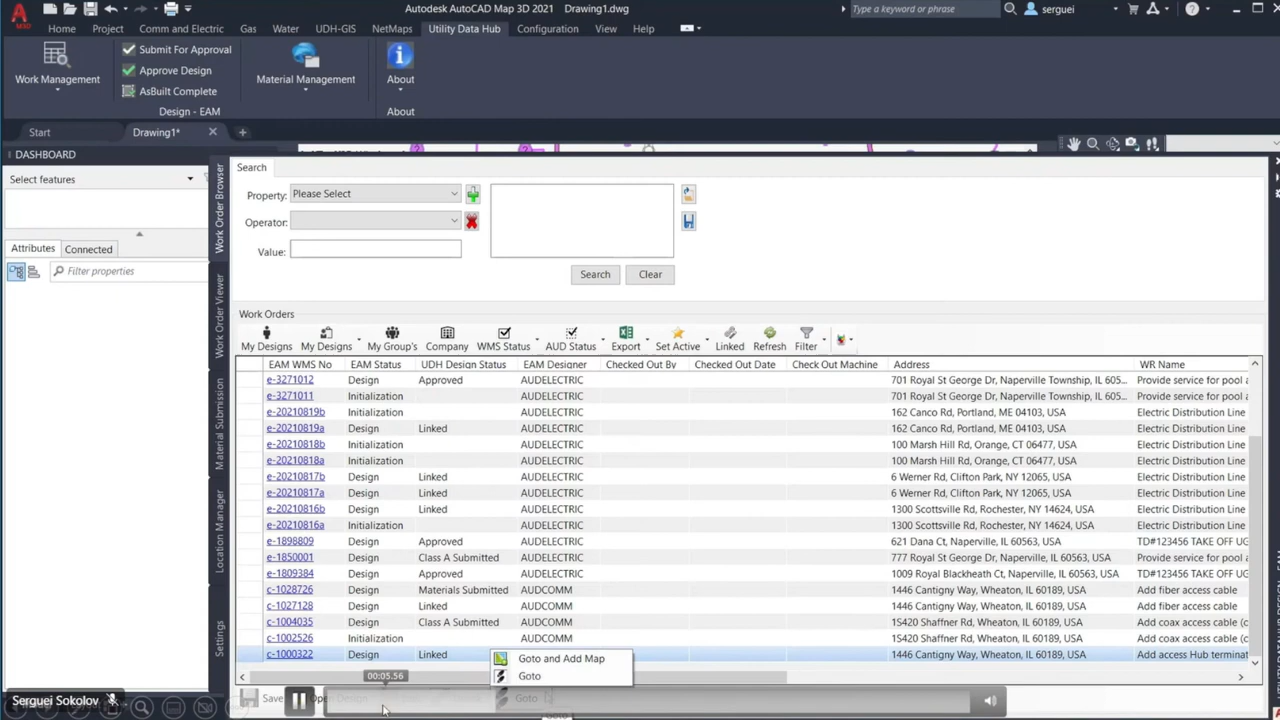 Autodesk AutoCAD Map 3D 2021 Drawing1.dwg
Type a keyword or phrase
serguei
Home Project Comm and Electric Gas Water UDH-GIS NetMaps Utility Data Hub Configuration View Help
Work Management
Submit For Approval
Approve Design
AsBuilt Complete
Material Management
About
Design - EAM
About
Start Drawing1*
DASHBOARD
Select features
Attributes Connected
Filter properties
Work Order Browser
Work Order Viewer
Material Submission
Location Manager
Settings
Search
Property: Please Select
Operator:
Value:
Search Clear
Work Orders
My Designs My Designs My Group's Company WMS Status AUD Status Export Set Active Linked Refresh Filter
EAM WMS No EAM Status UDH Design Status EAM Designer Checked Out By Checked Out Date Check Out Machine Address WR Name
e-3271012 Design Approved AUDELECTRIC 701 Royal St George Dr, Naperville Township, IL 605... Provide service for pool a
e-3271011 Initialization AUDELECTRIC 701 Royal St George Dr, Naperville Township, IL 605... Provide service for pool a
e-20210819b Initialization AUDELECTRIC 162 Canco Rd, Portland, ME 04103, USA Electric Distribution Line
e-20210819a Design Linked AUDELECTRIC 162 Canco Rd, Portland, ME 04103, USA Electric Distribution Line
e-20210818b Initialization AUDELECTRIC 100 Marsh Hill Rd, Orange, CT 06477, USA Electric Distribution Line
e-20210818a Initialization AUDELECTRIC 100 Marsh Hill Rd, Orange, CT 06477, USA Electric Distribution Line
e-20210817b Design Linked AUDELECTRIC 6 Werner Rd, Clifton Park, NY 12065, USA Electric Distribution Line
e-20210817a Design Linked AUDELECTRIC 6 Werner Rd, Clifton Park, NY 12065, USA Electric Distribution Line
e-20210816b Design Linked AUDELECTRIC 1300 Scottsville Rd, Rochester, NY 14624, USA Electric Distribution Line
e-20210816a Initialization AUDELECTRIC 1300 Scottsville Rd, Rochester, NY 14624, USA Electric Distribution Line
e-1898809 Design AUDELECTRIC 621 Dana Ct, Naperville, IL 60563, USA TD#123456 TAKE OFF UG
e-1850001 Design Class A Submitted AUDELECTRIC 777 Royal St George Dr, Naperville, IL 60563, USA Provide service for pool a
e-1809384 Design Approved AUDELECTRIC 1009 Royal Blackheath Ct, Naperville, IL 60563, USA TD#123456 TAKE OFF UG
c-1028726 Design Materials Submitted AUDCOMM 1446 Cantigny Way, Wheaton, IL 60189, USA Add fiber access cable
c-1027128 Design Linked AUDCOMM 1446 Cantigny Way, Wheaton, IL 60189, USA Add fiber access cable
c-1004035 Design Class A Submitted AUDCOMM 1S420 Shaffner Rd, Wheaton, IL 60189, USA Add coax access cable (c
c-1002526 Initialization AUDCOMM 1S420 Shaffner Rd, Wheaton, IL 60189, USA Add coax access cable (c
c-1000322 Design Linked 1446 Cantigny Way, Wheaton, IL 60189, USA Add access Hub terminat
Goto and Add Map
Goto
00:05.56
Save Open Design Goto
Serguei Sokolov